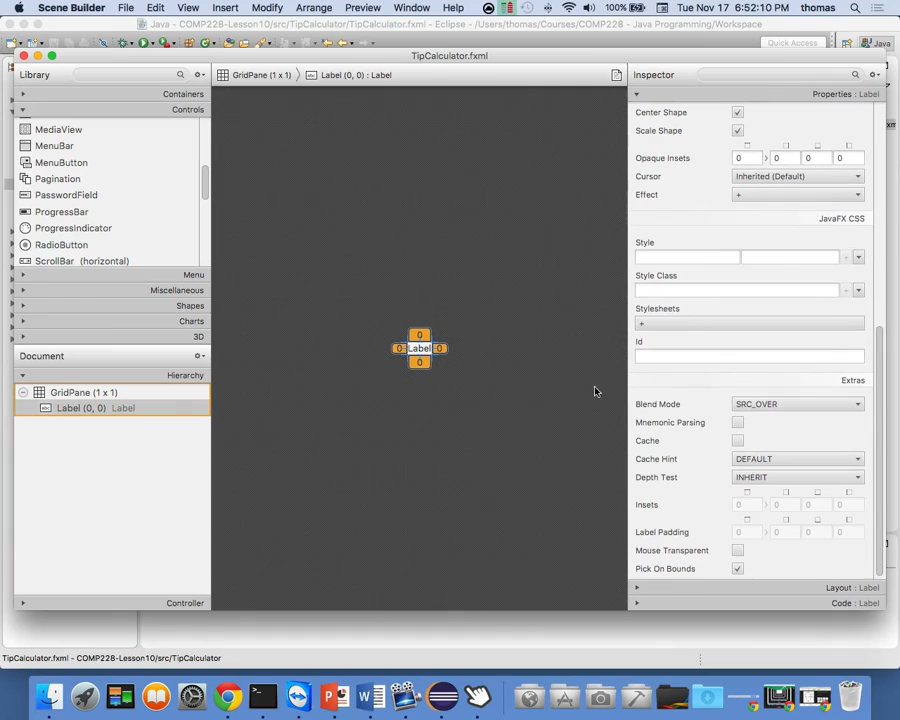 Scene Builder File Edit View Insert Modify Arrange Preview Window Help 100% Tue Nov 17 6:52:10 PM thomas
Java - COMP228-Lesson10/src/TipCalculator/TipCalculator.fxml - Eclipse - /Users/thomas/Courses/COMP228 - Java Programming/Workspace
Quick Access Java
TipCalculator.fxml
Library GridPane (1 x 1) Label (0, 0) : Label Inspector
Containers Properties : Label
Controls
Center Shape
MediaView
Scale Shape
MenuBar
Opaque Insets 0 0 0 0
MenuButton
Cursor Inherited (Default)
Pagination
Effect +
PasswordField
ProgressBar
JavaFX CSS
ProgressIndicator
Style
RadioButton
ScrollBar (horizontal)
Style Class
Menu
Miscellaneous
Stylesheets
Shapes
+
Charts
Id
3D
0
0 Label 0
0
Document
Hierarchy
Extras
GridPane (1 x 1)
Label (0, 0) Label
Blend Mode SRC_OVER
Mnemonic Parsing
Cache
Cache Hint DEFAULT
Depth Test INHERIT
Insets 0 0 0 0
Label Padding 0 0 0 0
Mouse Transparent
Pick On Bounds
Layout : Label
Controller Code : Label
TipCalculator.fxml - COMP228-Lesson10/src/TipCalculator